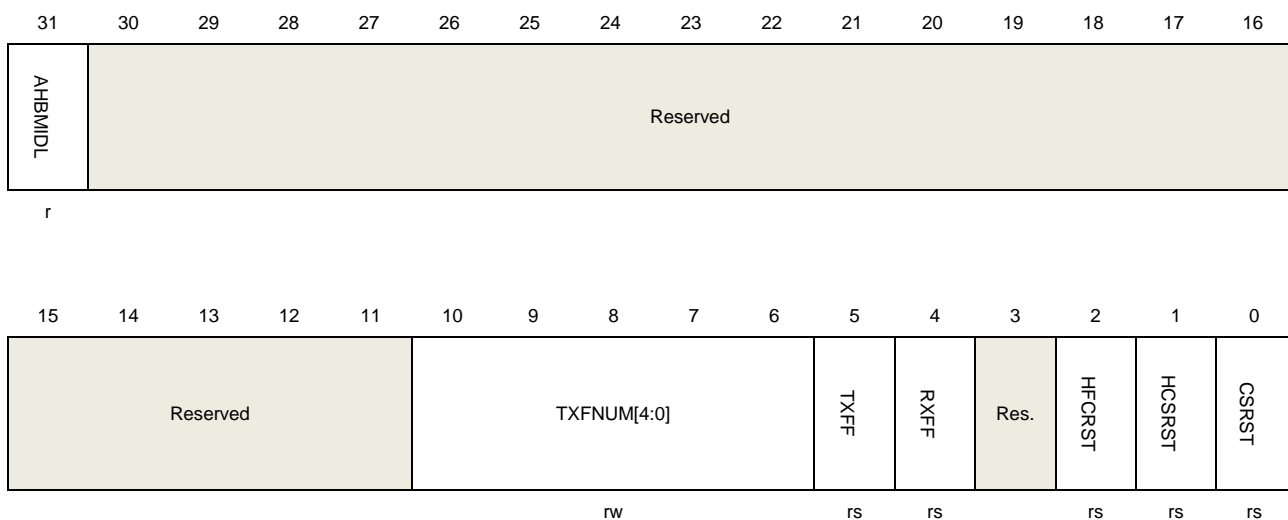 31 30 29 28 27 26 25 24 23 22 21 20 19 18 17 16
AHBMIDL Reserved
r
15 14 13 12 11 10 9 8 7 6 5 4 3 2 1 0
Reserved TXFNUM[4:0] TXFF RXFF Res. HFCRST HCSRST CSRST
rw rs rs rs rs rs